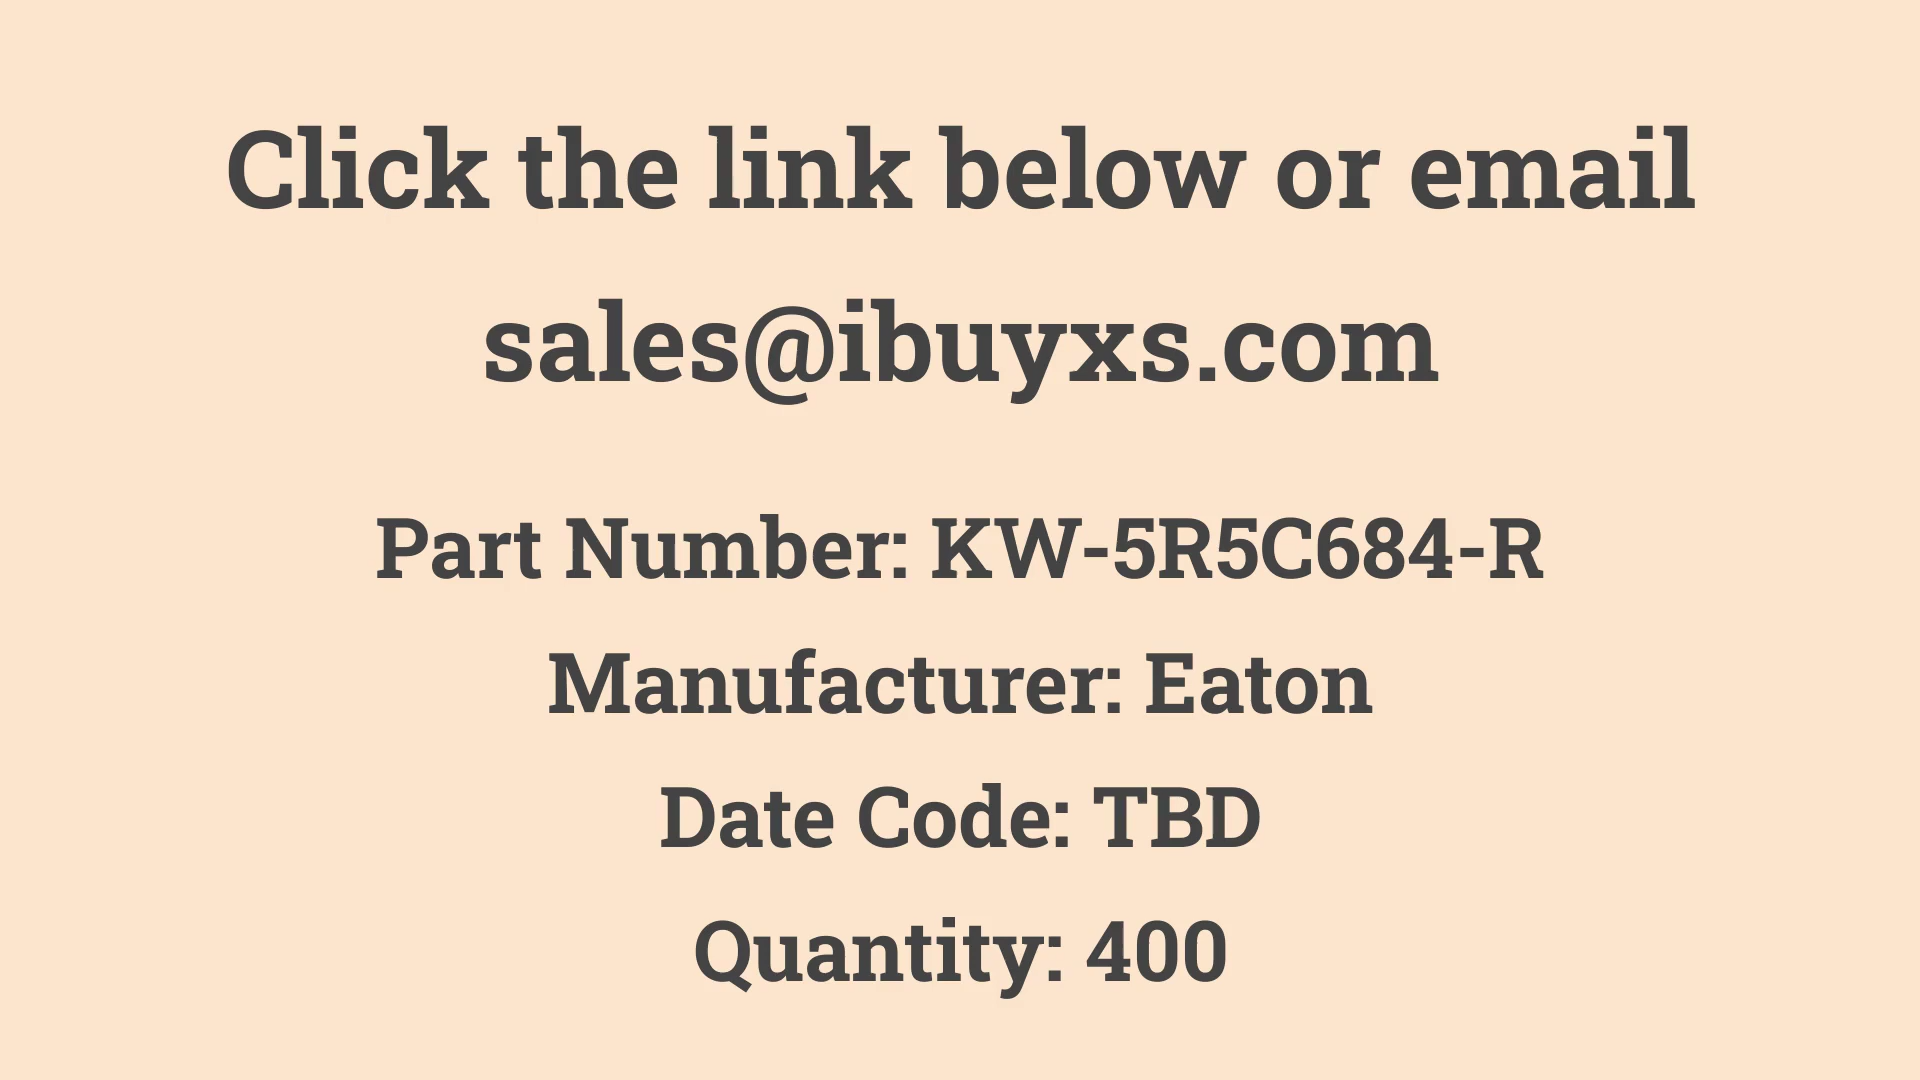 Click the link below or email
sales@ibuyxs.com
Part Number: KW-5R5C684-R
Manufacturer: Eaton
Date Code: TBD
Quantity: 400